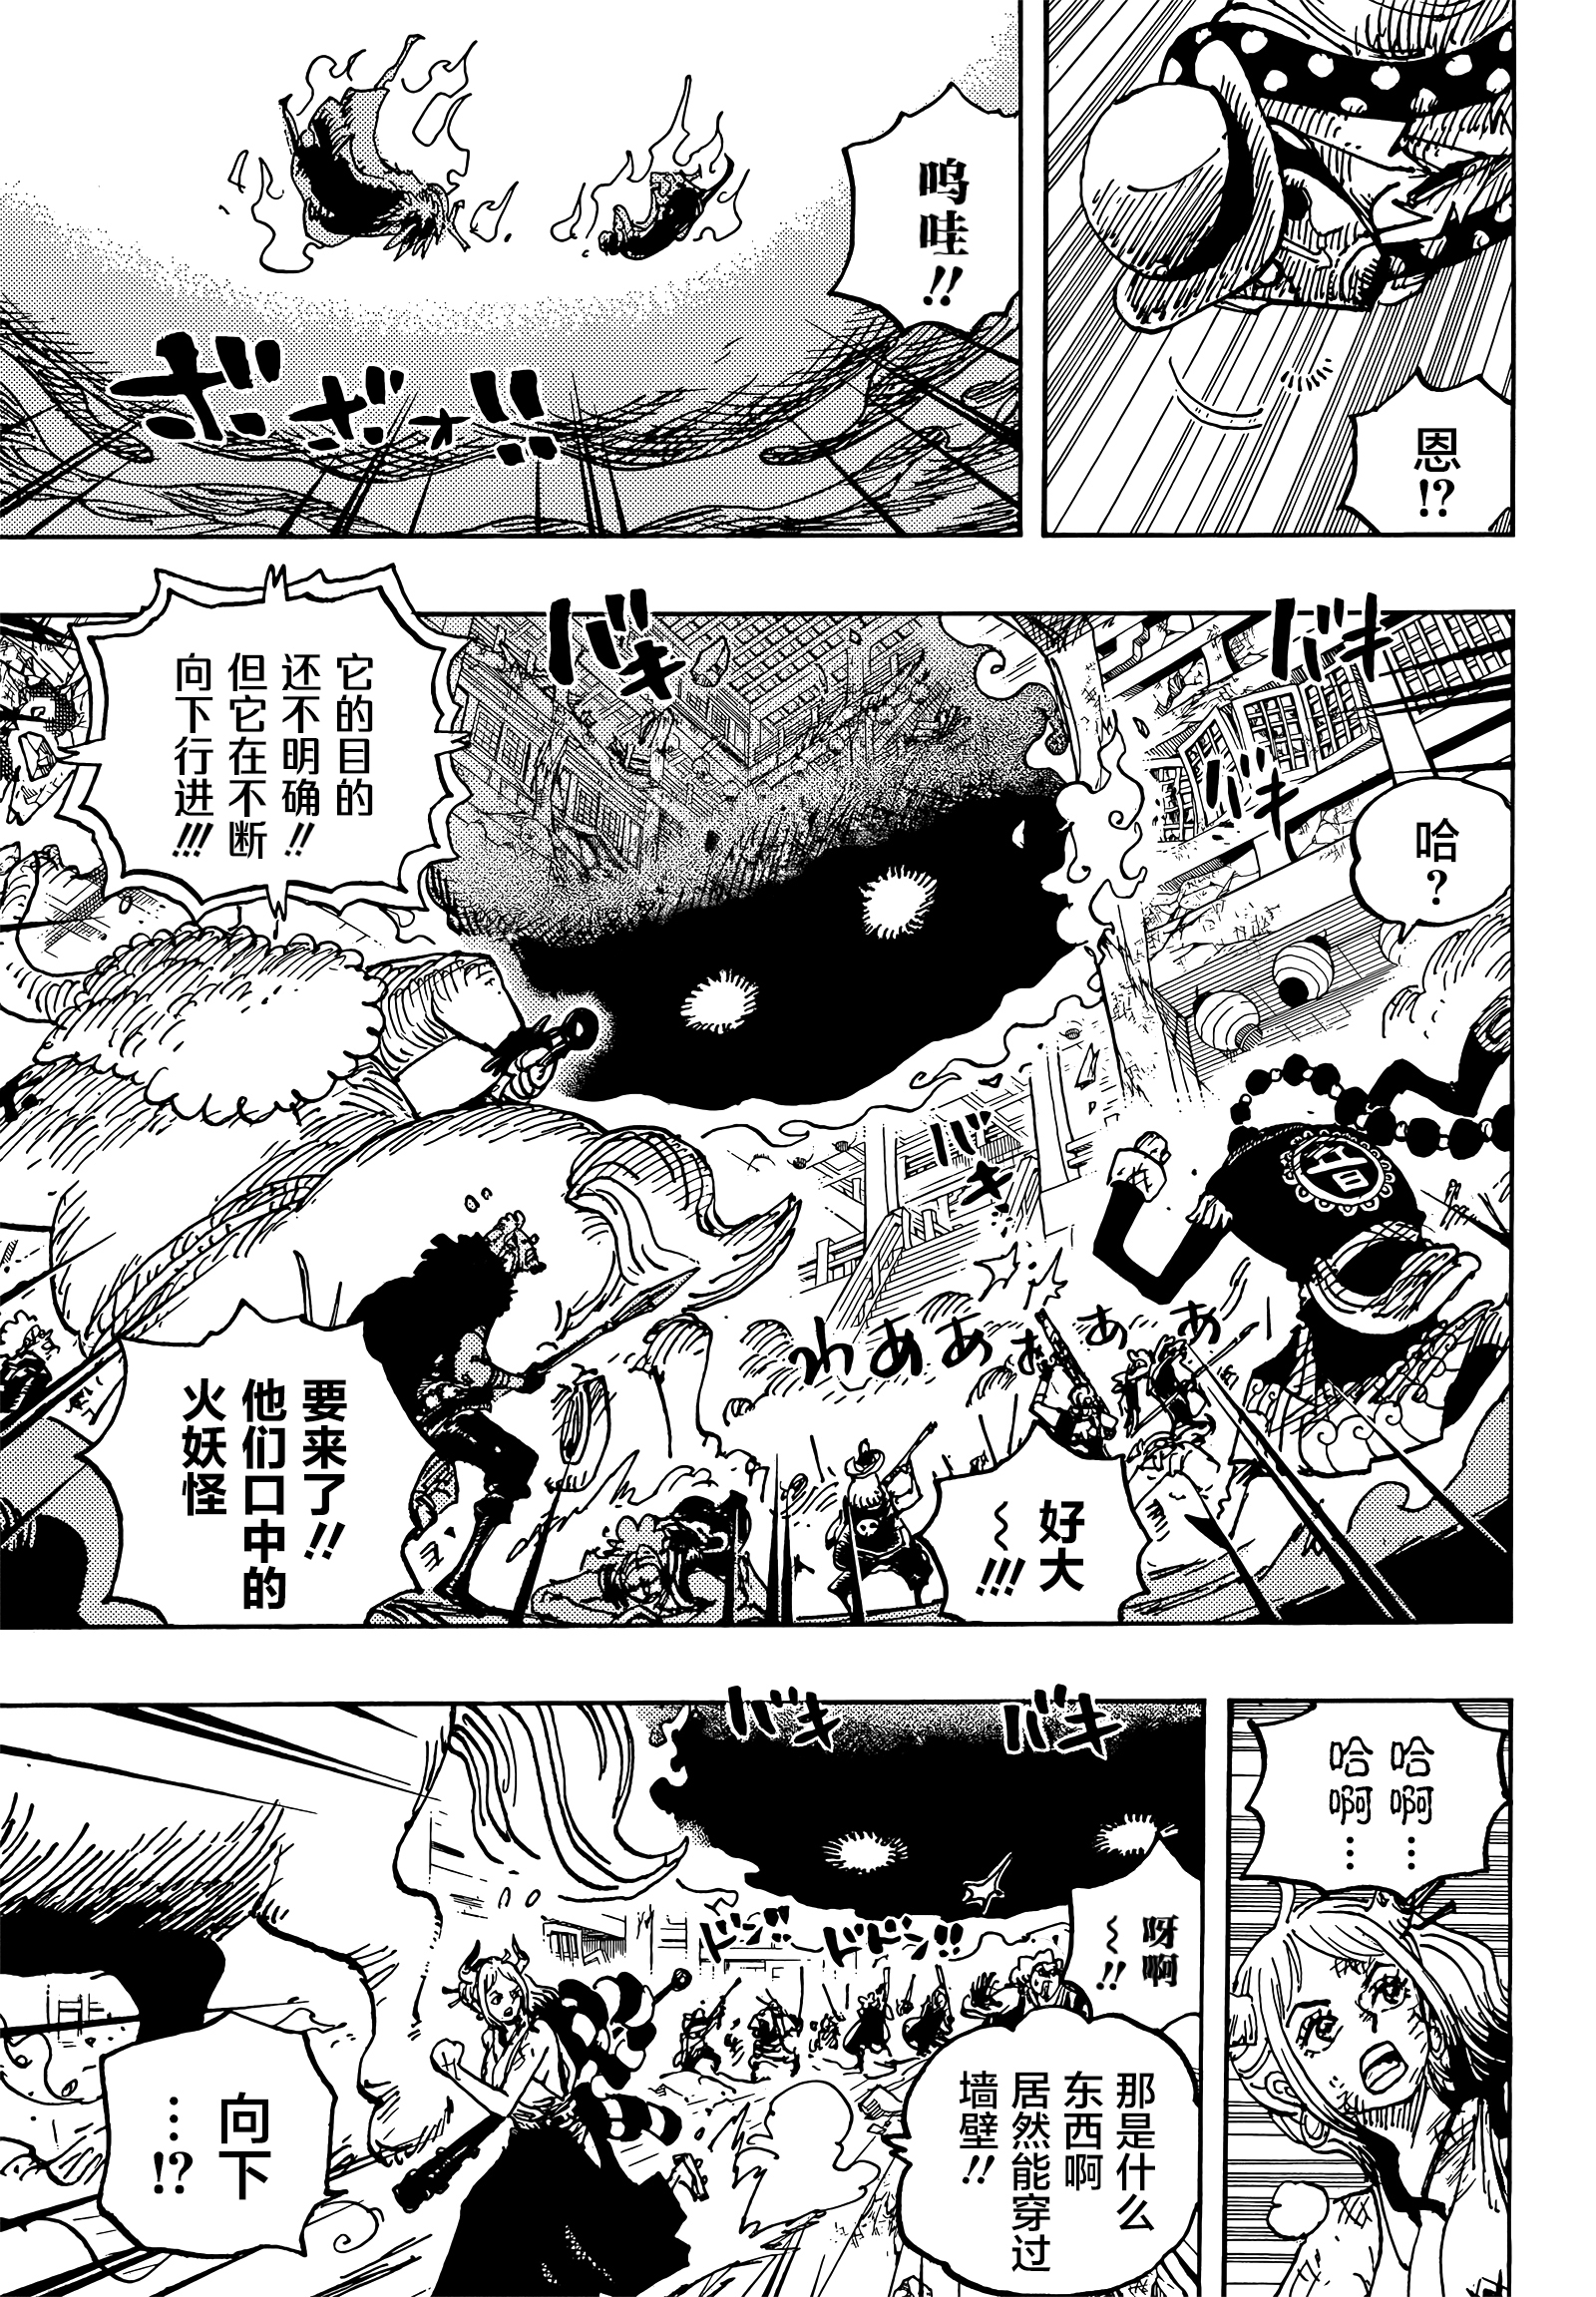 恩!?
呜哇!!
ボボォ!!
バキ
バキ
バキ
哈?
它的目的
还不明确!!
但它在不断
向下行进!!!
バキ
音
わあああああ
好大
～!!!
要来了!!
他们口中的
火妖怪
哈啊…
哈啊…
バキ
バキ
呀啊
～!!
ドドン!!
ドン!!
那是什么
东西啊
居然能穿过
墙壁!!
向下
…!?